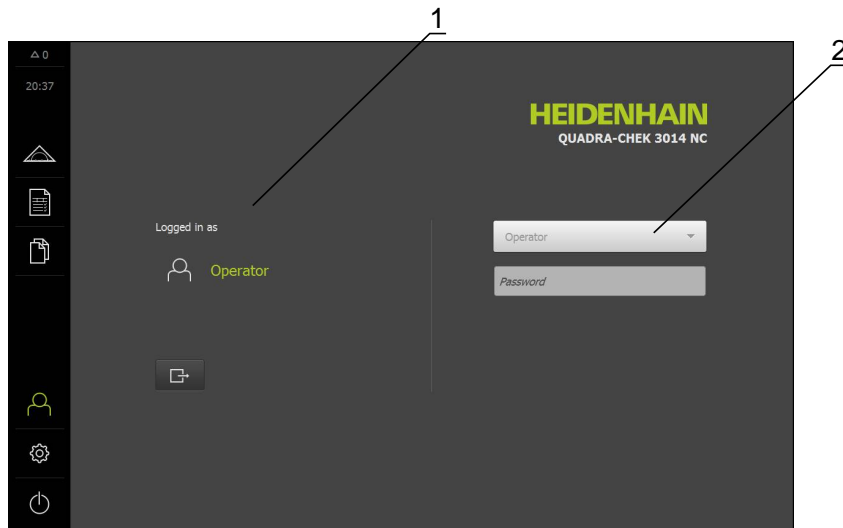 1
2
△ 0
20:37
HEIDENHAIN
QUADRA-CHEK 3014 NC
Logged in as
Operator
Operator
Password